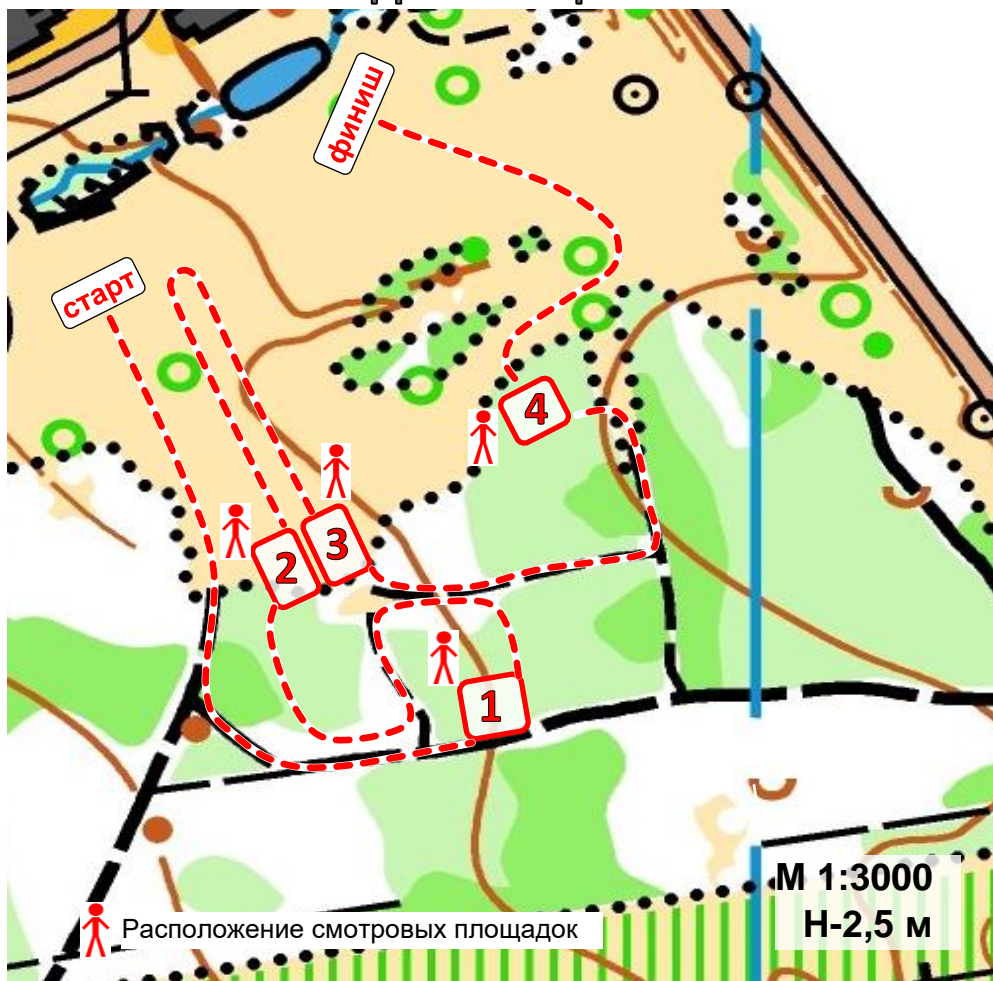 финиш
старт
4
3
2
1
М 1:3000
Н-2,5 м
Расположение смотровых площадок